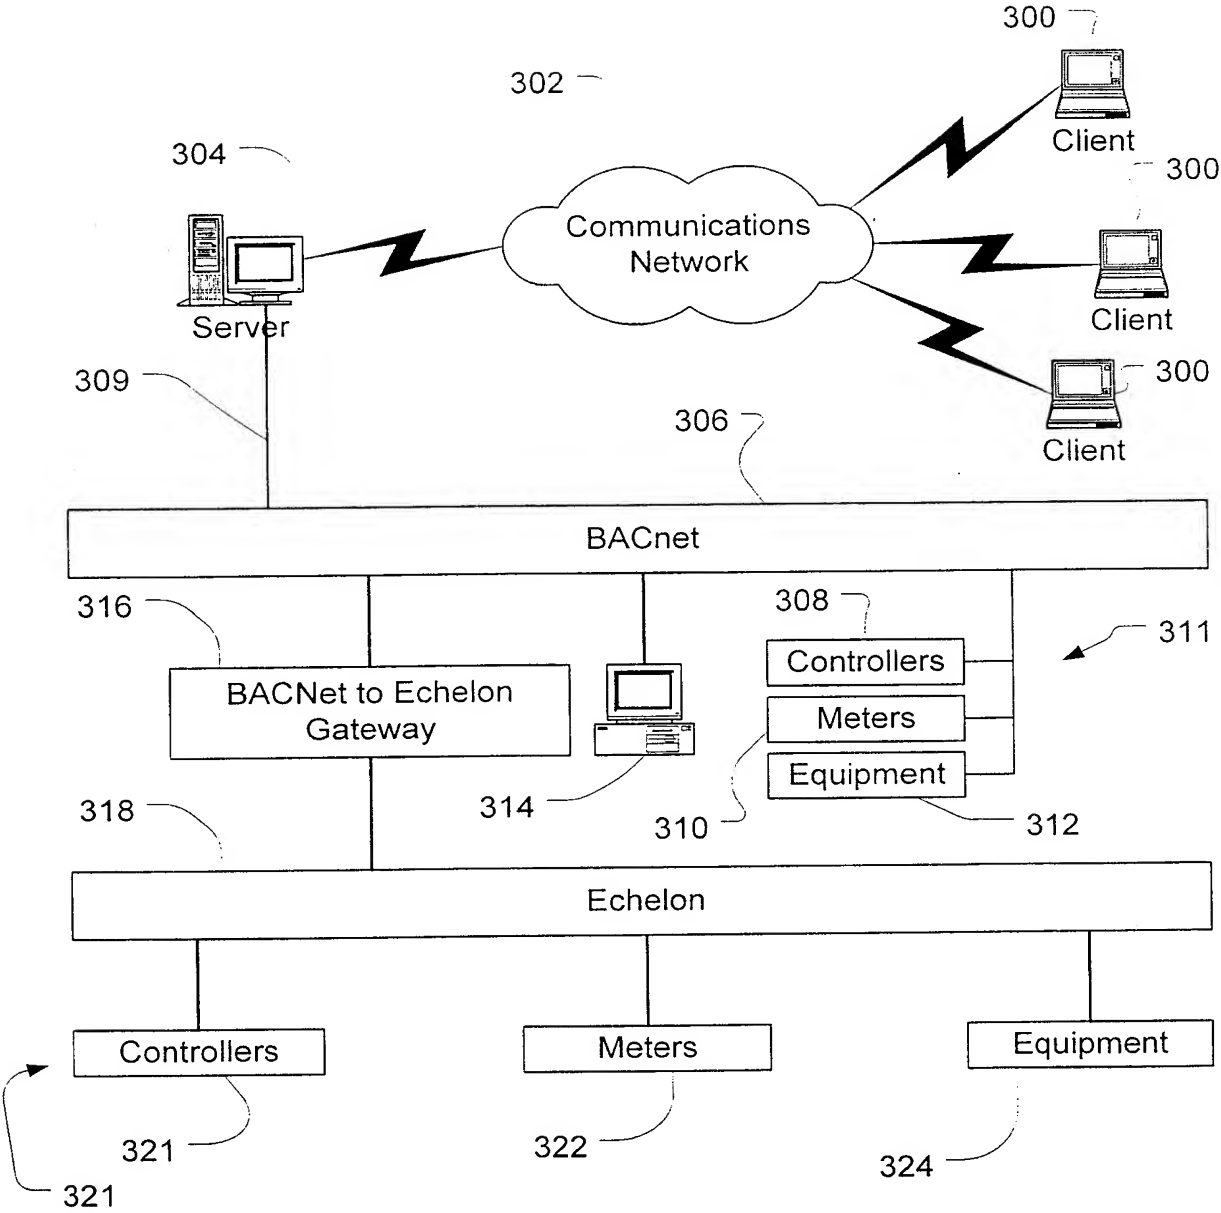 300
302
Client
304
300
Communications
Network
Client
Server
309
300
306
Client
BACnet
316
308
311
Controllers
BACNet to Echelon
Gateway
Meters
Equipment
314
310
312
318
Echelon
Controllers
Meters
Equipment
321
322
324
321